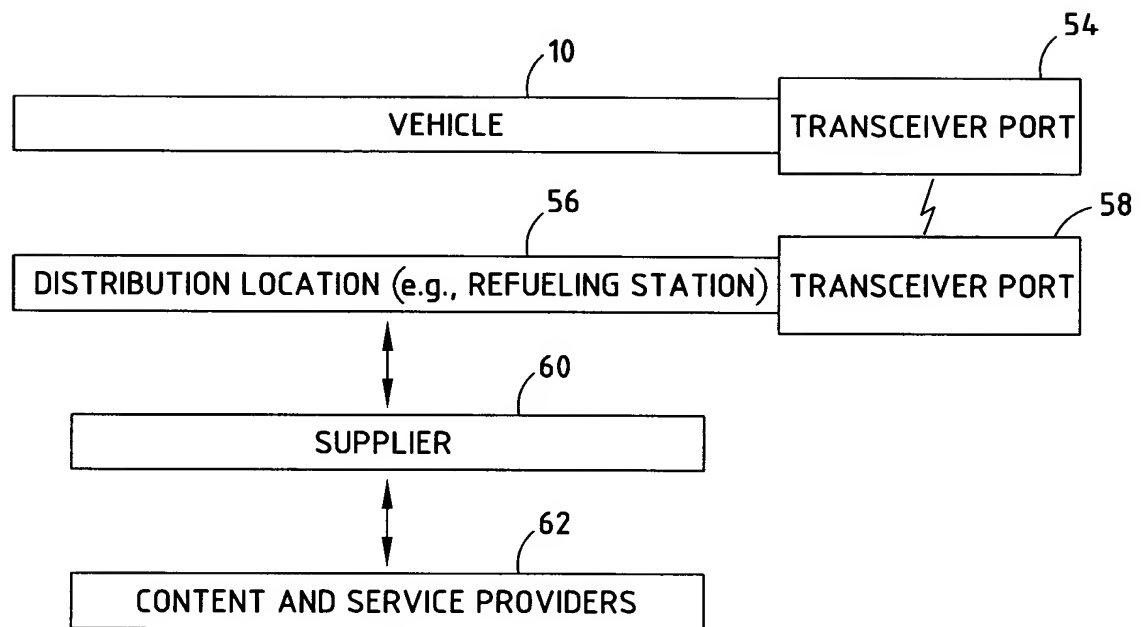 54
10
VEHICLE
TRANSCEIVER PORT
56
58
DISTRIBUTION LOCATION (e.g., REFUELING STATION)
TRANSCEIVER PORT
60
SUPPLIER
62
CONTENT AND SERVICE PROVIDERS